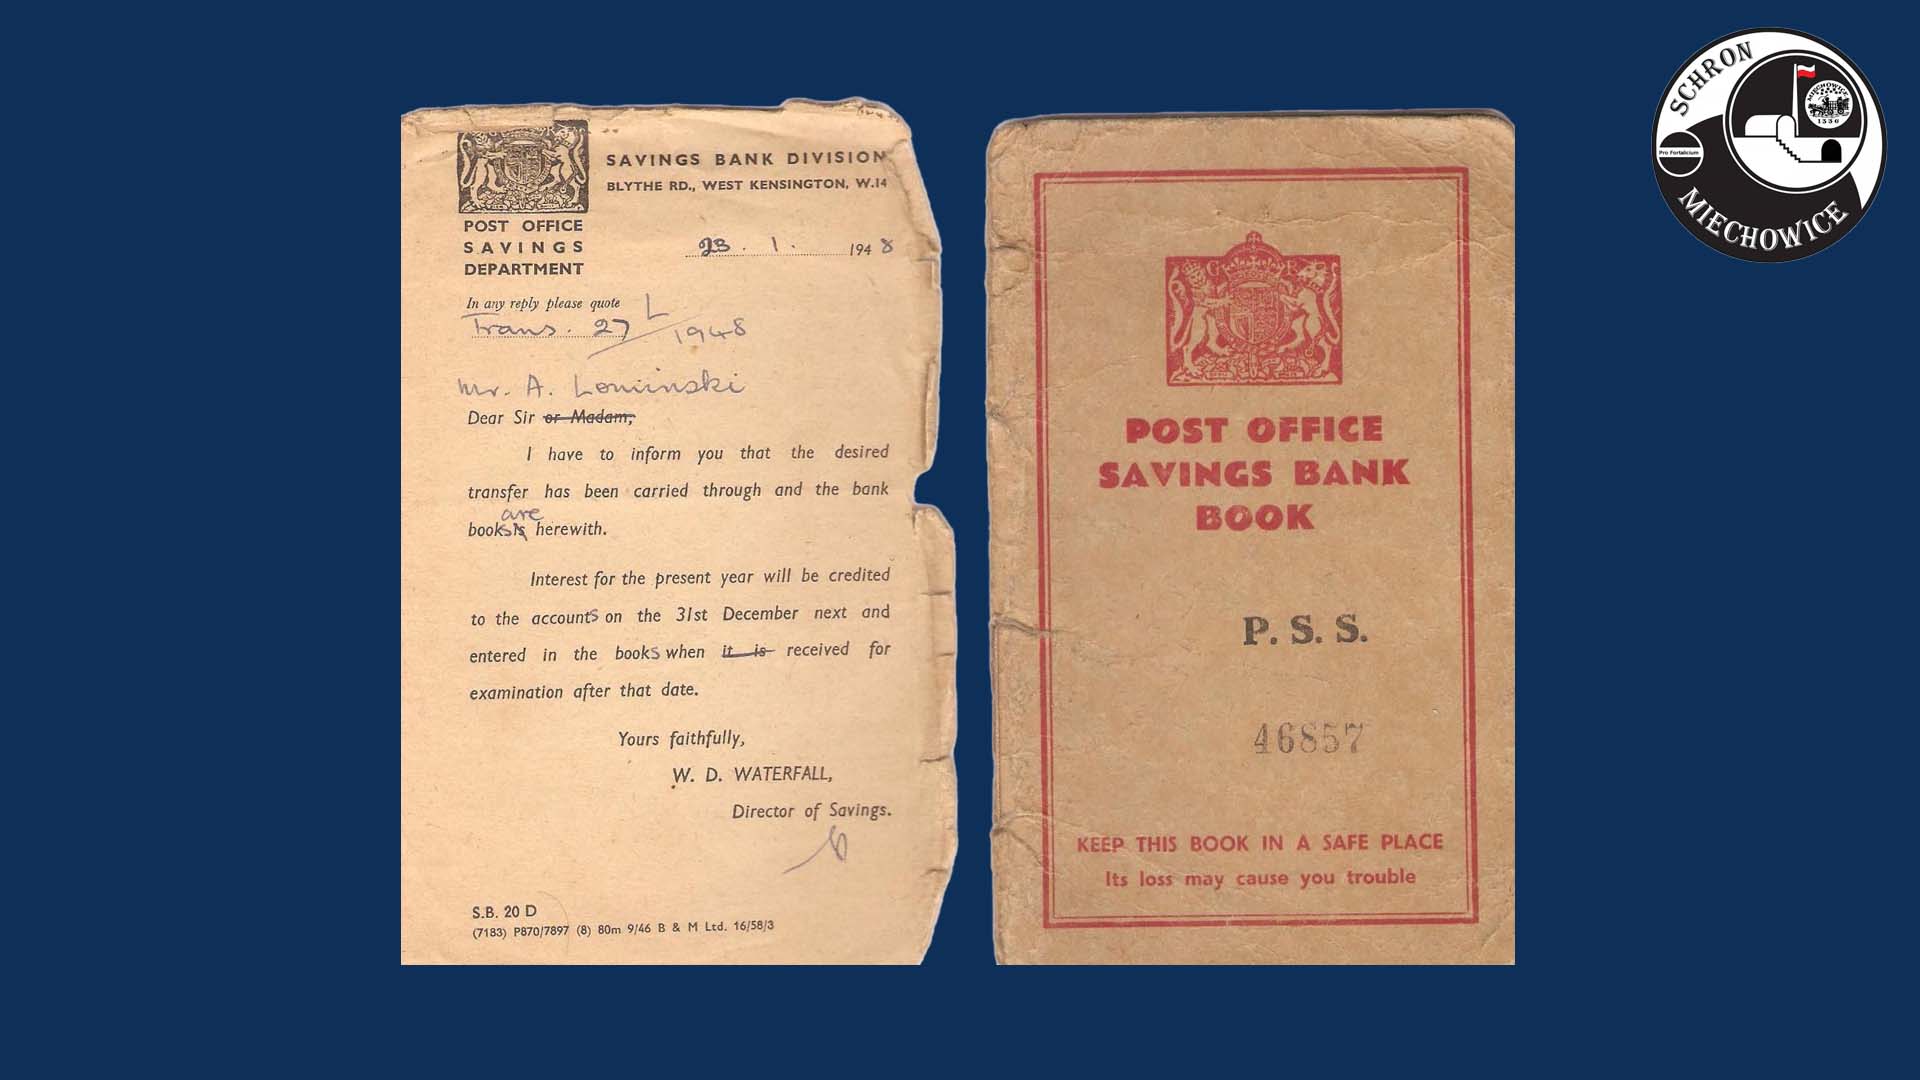 SAVINGS BANK DIVISION
BLYTHE RD., WEST KENSINGTON, W.14
POST OFFICE
SAVINGS
DEPARTMENT
23. 1. 1948
In any reply please quote
Trans. 27/L 1948
Mr. A. Lominski
Dear Sir or Madam,
I have to inform you that the desired
transfer has been carried through and the bank
are
books is herewith.
Interest for the present year will be credited
to the accounts on the 31st December next and
entered in the books when it is received for
examination after that date.
Yours faithfully,
W. D. WATERFALL,
Director of Savings.
S.B. 20 D
(7183) P870/7897 (8) 80m 9/46 B & M Ltd. 16/58/3
G R
POST OFFICE
SAVINGS BANK
BOOK
P. S. S.
46857
KEEP THIS BOOK IN A SAFE PLACE
Its loss may cause you trouble
SCHRON
MIECHOWICE
1336
Pro Fortalicium
MIECHOWICE